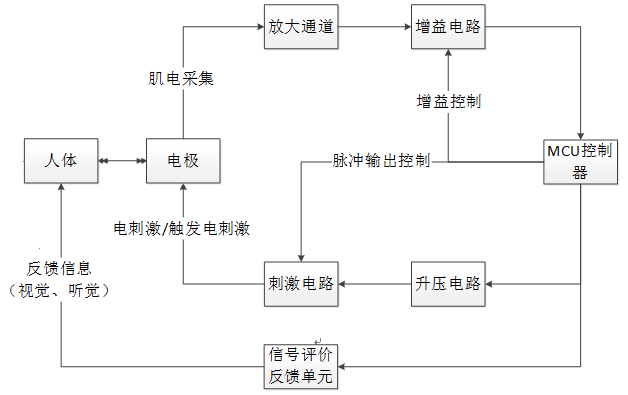 放大通道
增益电路
肌电采集
增益控制
人体
电极
脉冲输出控制
MCU控制
器
电刺激/触发电刺激
反馈信息
（视觉、听觉）
刺激电路
升压电路
信号评价
反馈单元